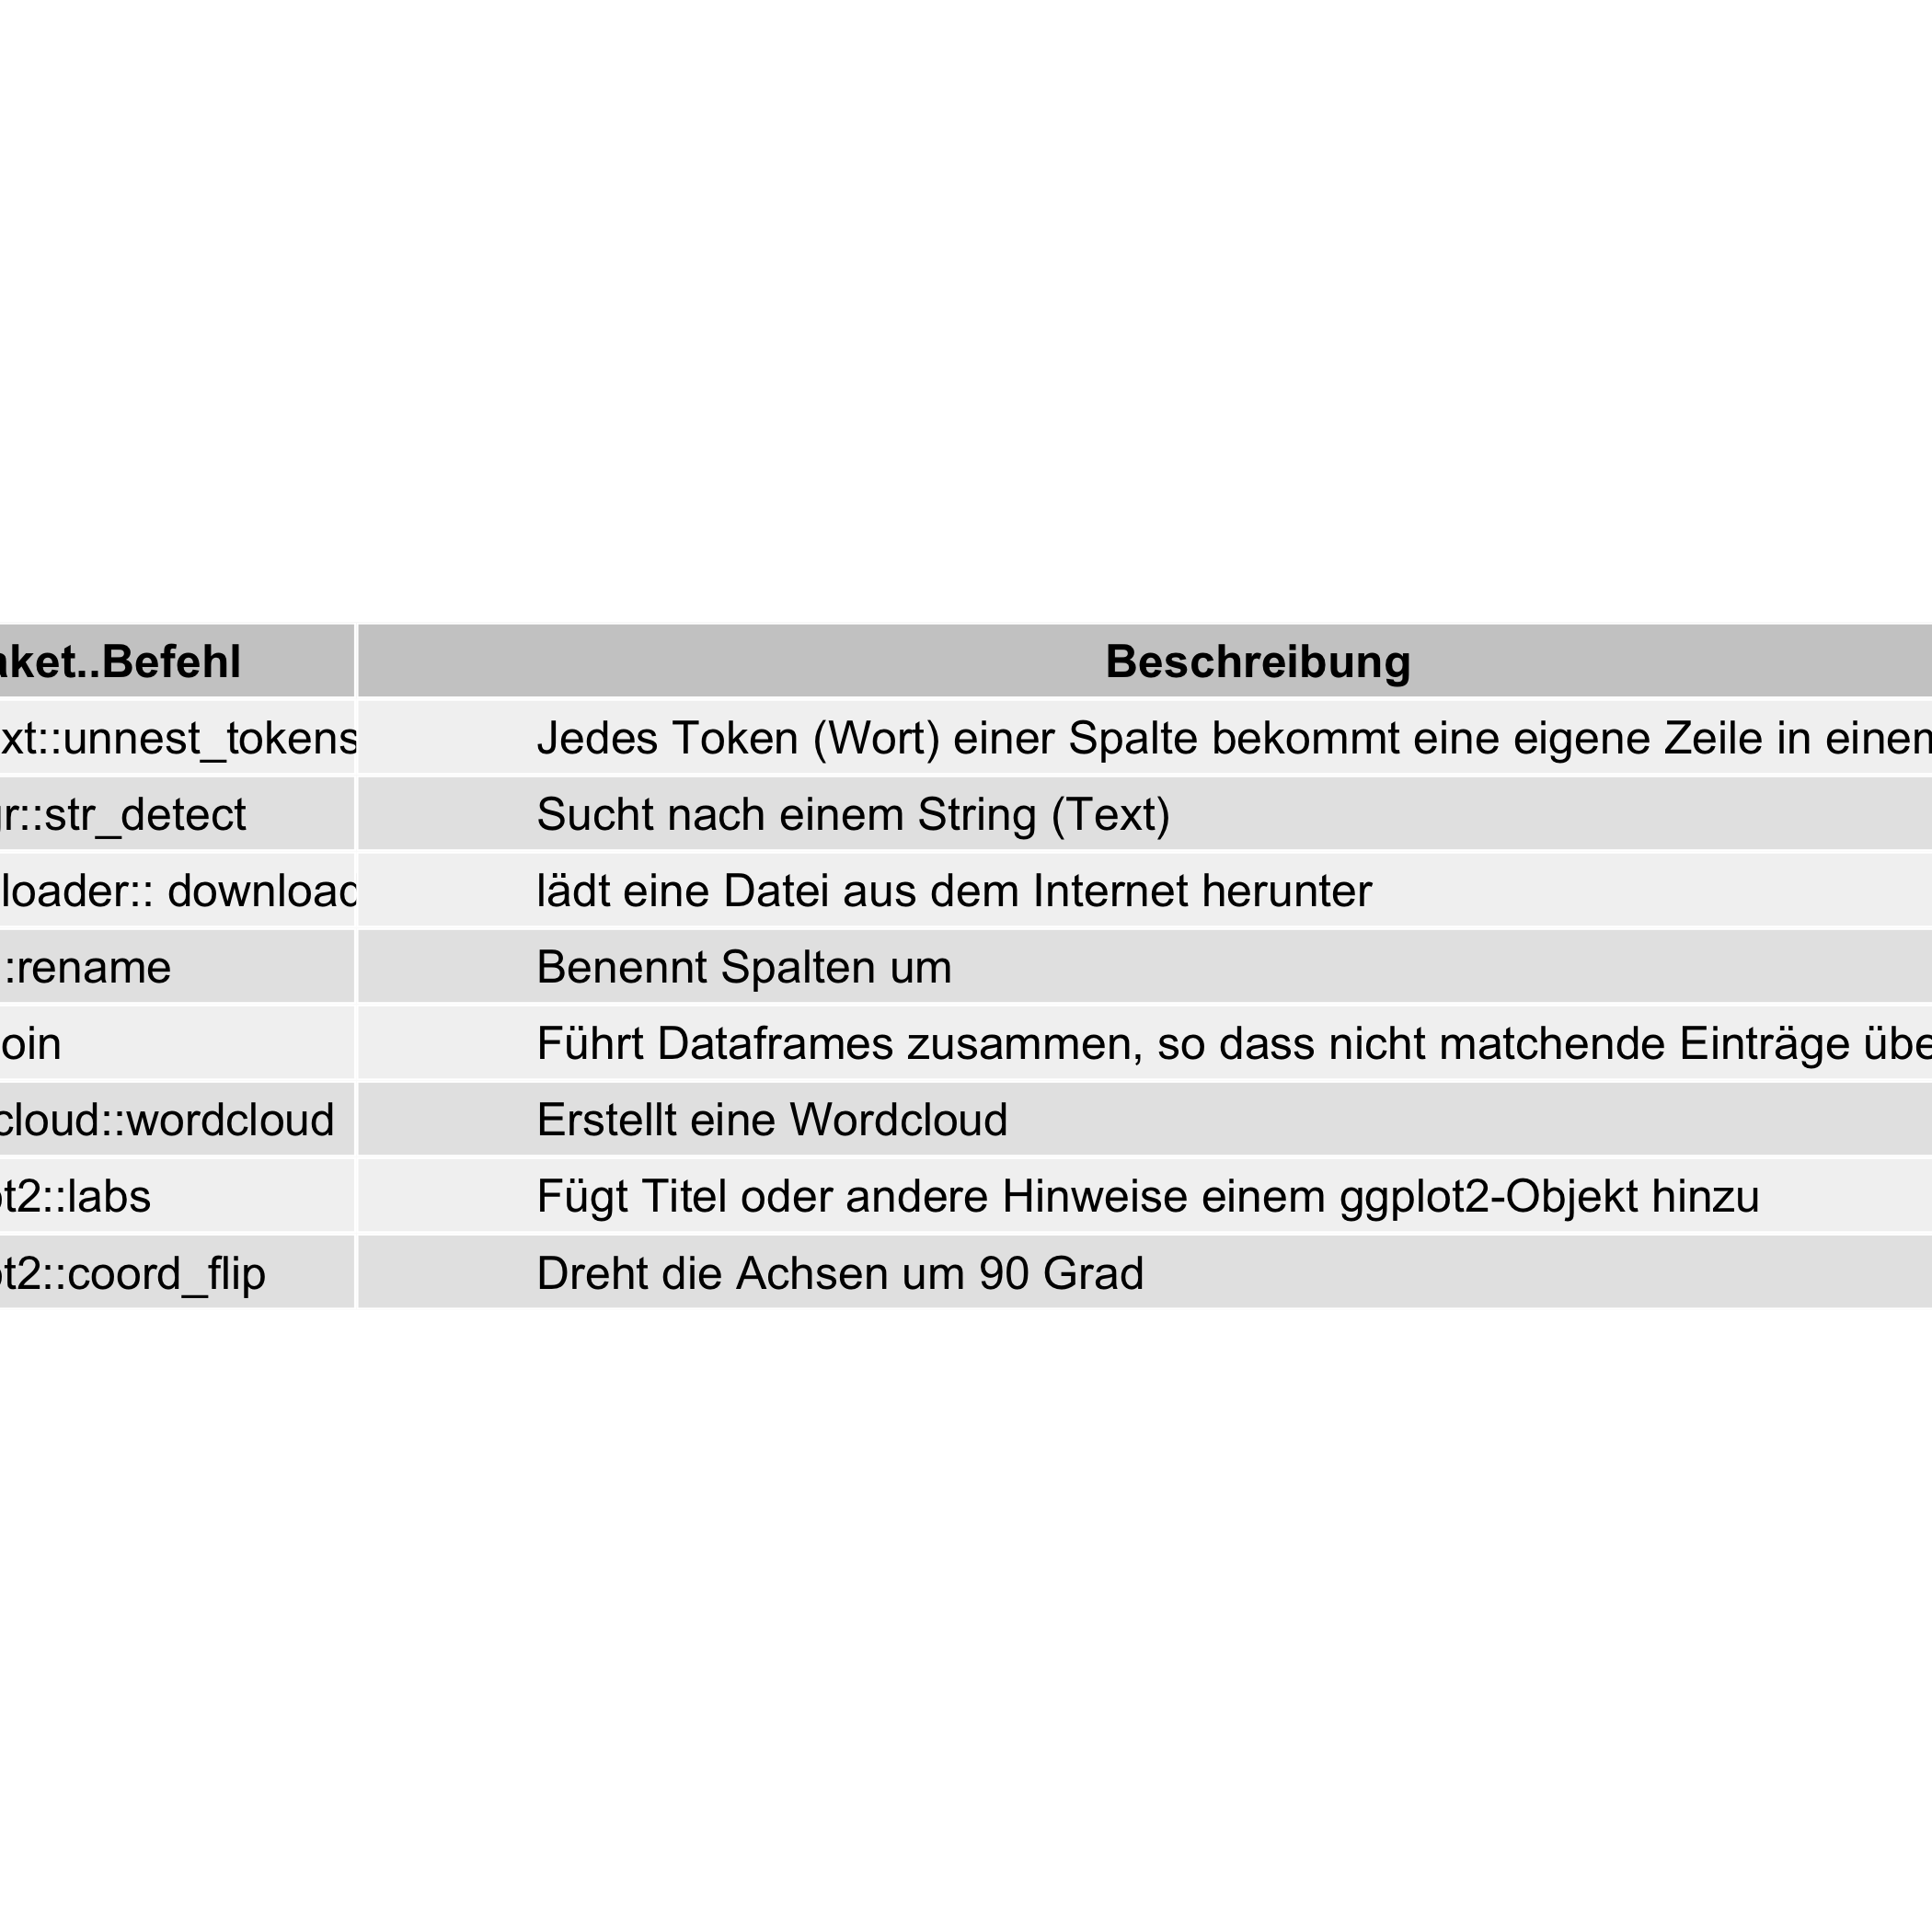 aket..Befehl Beschreibung
xt::unnest_tokens Jedes Token (Wort) einer Spalte bekommt eine eigene Zeile in einen
r::str_detect Sucht nach einem String (Text)
loader:: download lädt eine Datei aus dem Internet herunter
:rename Benennt Spalten um
oin Führt Dataframes zusammen, so dass nicht matchende Einträge übe
cloud::wordcloud Erstellt eine Wordcloud
t2::labs Fügt Titel oder andere Hinweise einem ggplot2-Objekt hinzu
t2::coord_flip Dreht die Achsen um 90 Grad